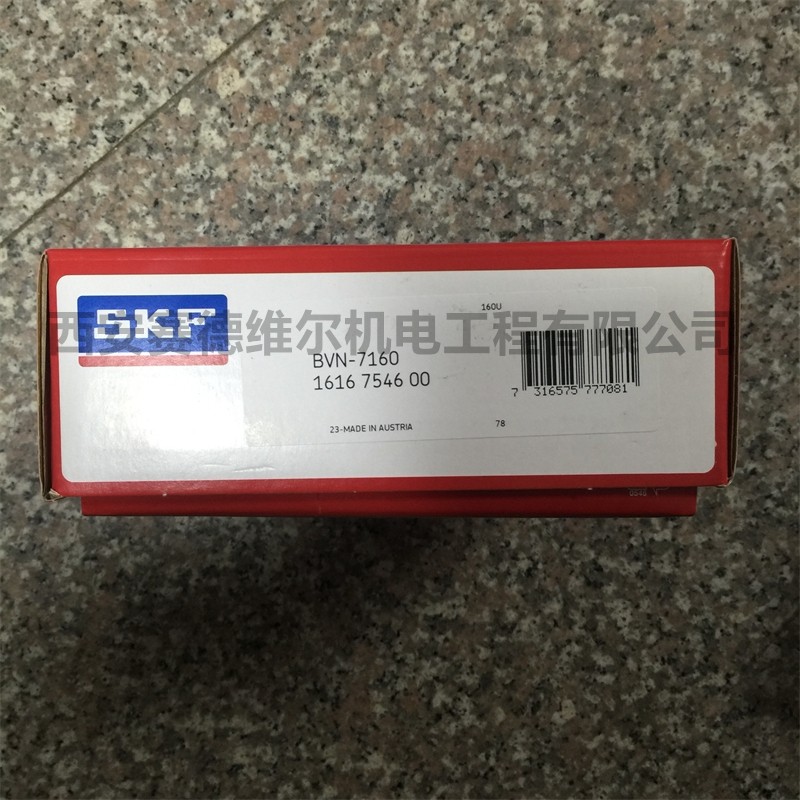 160U
SKF
西安赛德维尔机电工程有限公司
BVN-7160
1616 7546 00
7 316575 777081
23-MADE IN AUSTRIA
78